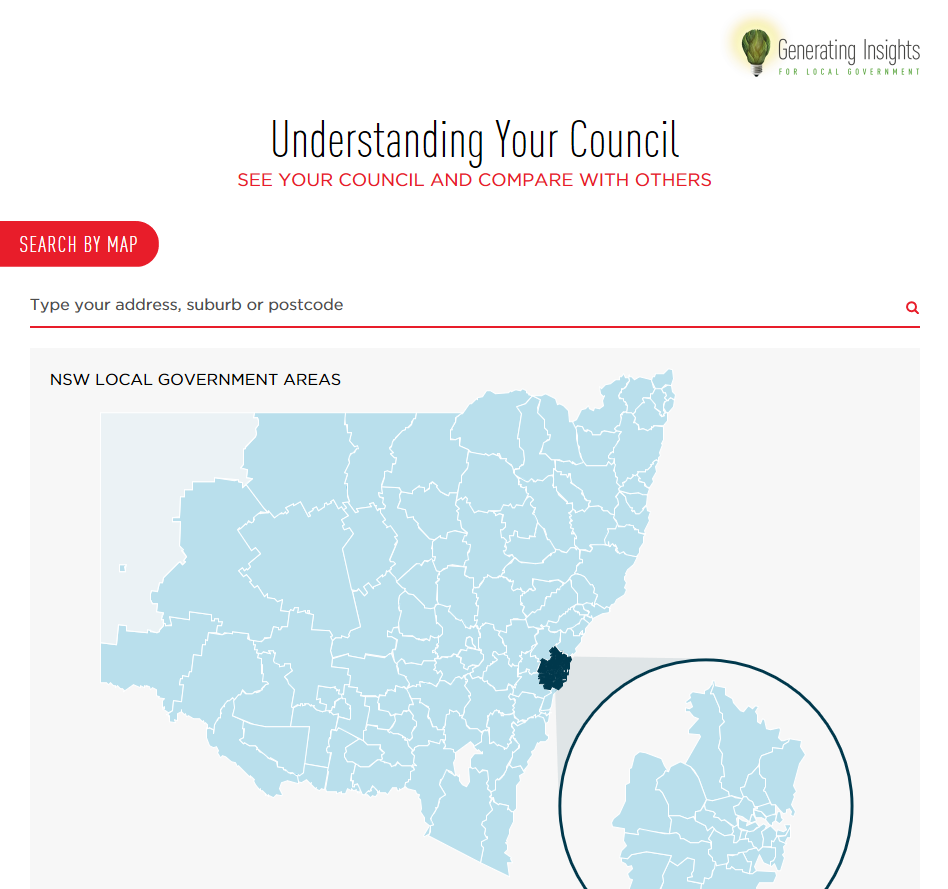 Generating Insights
FOR LOCAL GOVERNMENT
Understanding Your Council
SEE YOUR COUNCIL AND COMPARE WITH OTHERS
SEARCH BY MAP
Type your address, suburb or postcode
NSW LOCAL GOVERNMENT AREAS